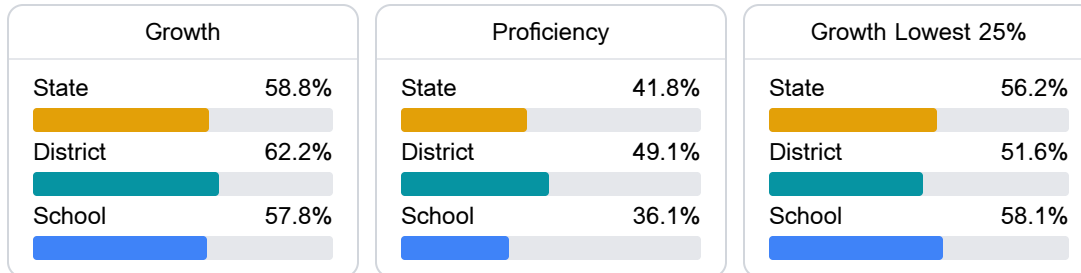 Growth
State 58.8%
District 62.2%
School 57.8%
Proficiency
State 41.8%
District 49.1%
School 36.1%
Growth Lowest 25%
State 56.2%
District 51.6%
School 58.1%